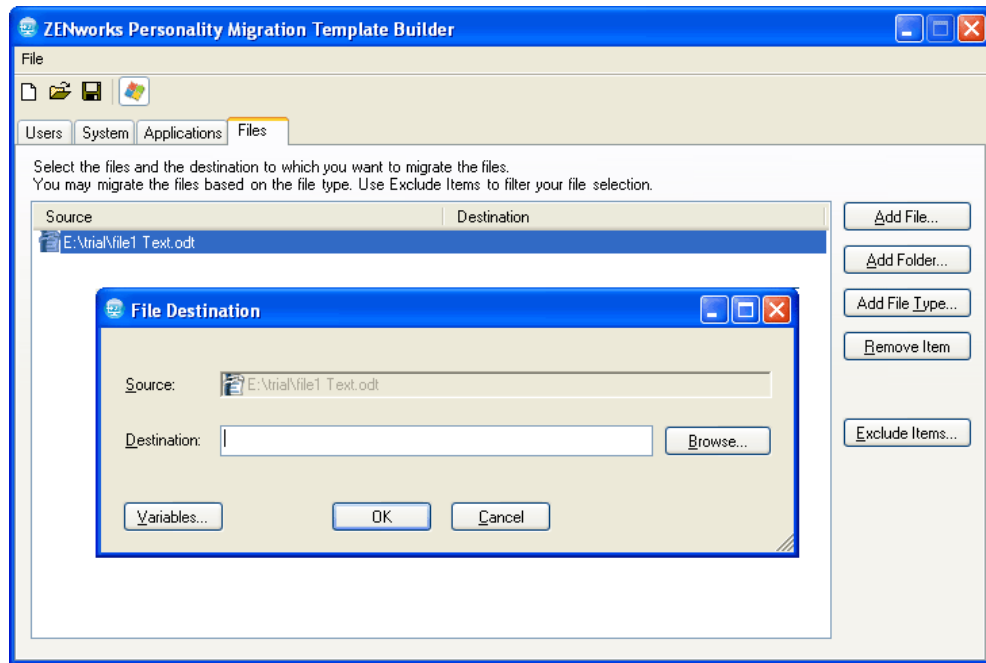 ZENworks Personality Migration Template Builder
File
Users System Applications Files
Select the files and the destination to which you want to migrate the files.
You may migrate the files based on the file type. Use Exclude Items to filter your file selection.
Source Destination
E:\trial\file1 Text.odt
Add File...
Add Folder...
Add File Type...
Remove Item
Exclude Items...
File Destination
Source: E:\trial\file1 Text.odt
Destination: Browse...
Variables... OK Cancel